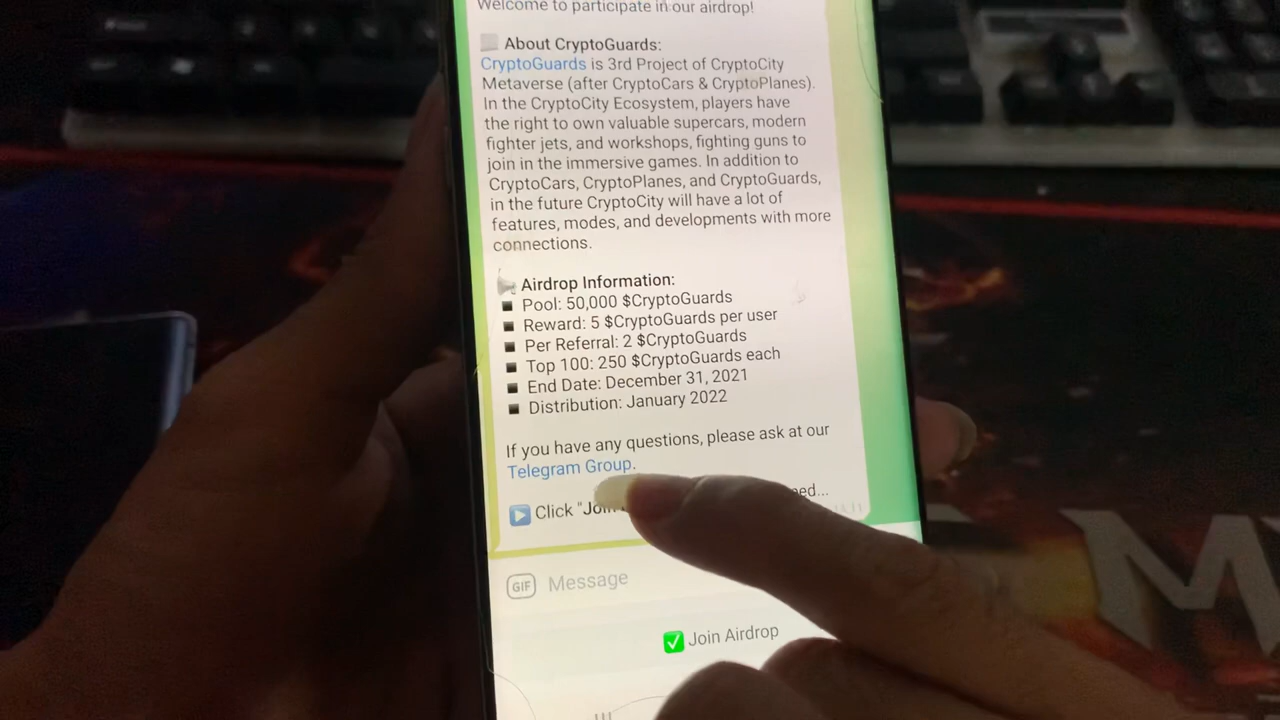 Welcome to participate in our airdrop!
About CryptoGuards:
CryptoGuards is 3rd Project of CryptoCity
Metaverse (after CryptoCars & CryptoPlanes).
In the CryptoCity Ecosystem, players have
the right to own valuable supercars, modern
fighter jets, and workshops, fighting guns to
join in the immersive games. In addition to
CryptoCars, CryptoPlanes, and CryptoGuards,
in the future CryptoCity will have a lot of
features, modes, and developments with more
connections.
Airdrop Information:
Pool: 50,000 $CryptoGuards
Reward: 5 $CryptoGuards per user
Per Referral: 2 $CryptoGuards
Top 100: 250 $CryptoGuards each
End Date: December 31, 2021
Distribution: January 2022
If you have any questions, please ask at our
Telegram Group.
Click "Join
GIF Message
Join Airdrop
M